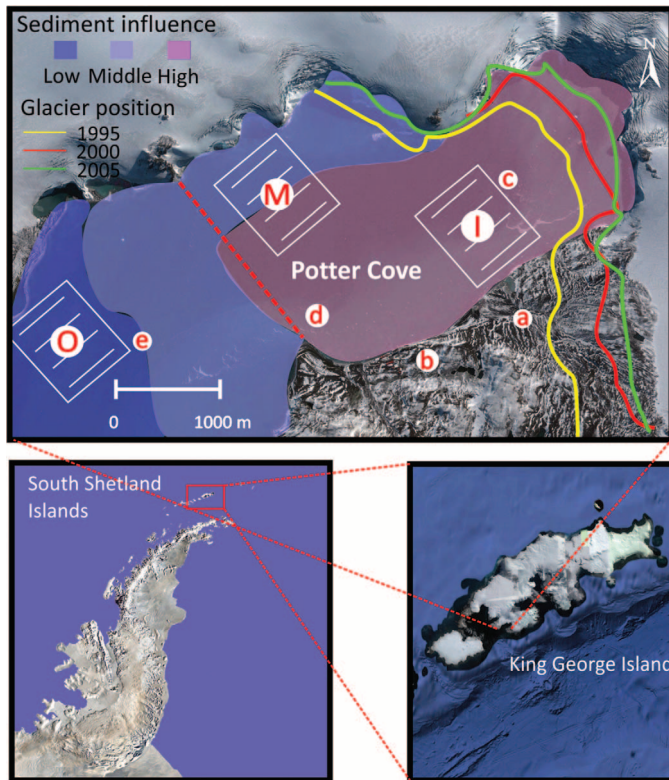 Sediment influence
Low Middle High
Glacier position
1995
2000
2005
N
M
c
I
Potter Cove
d
a
O
e
b
0 1000 m
South Shetland
Islands
King George Island